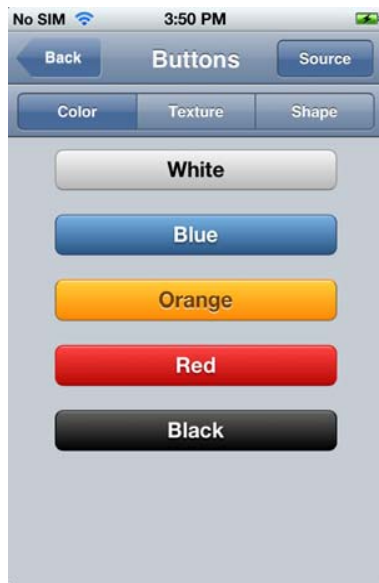 No SIM 3:50 PM
Back Buttons Source
Color Texture Shape
White
Blue
Orange
Red
Black